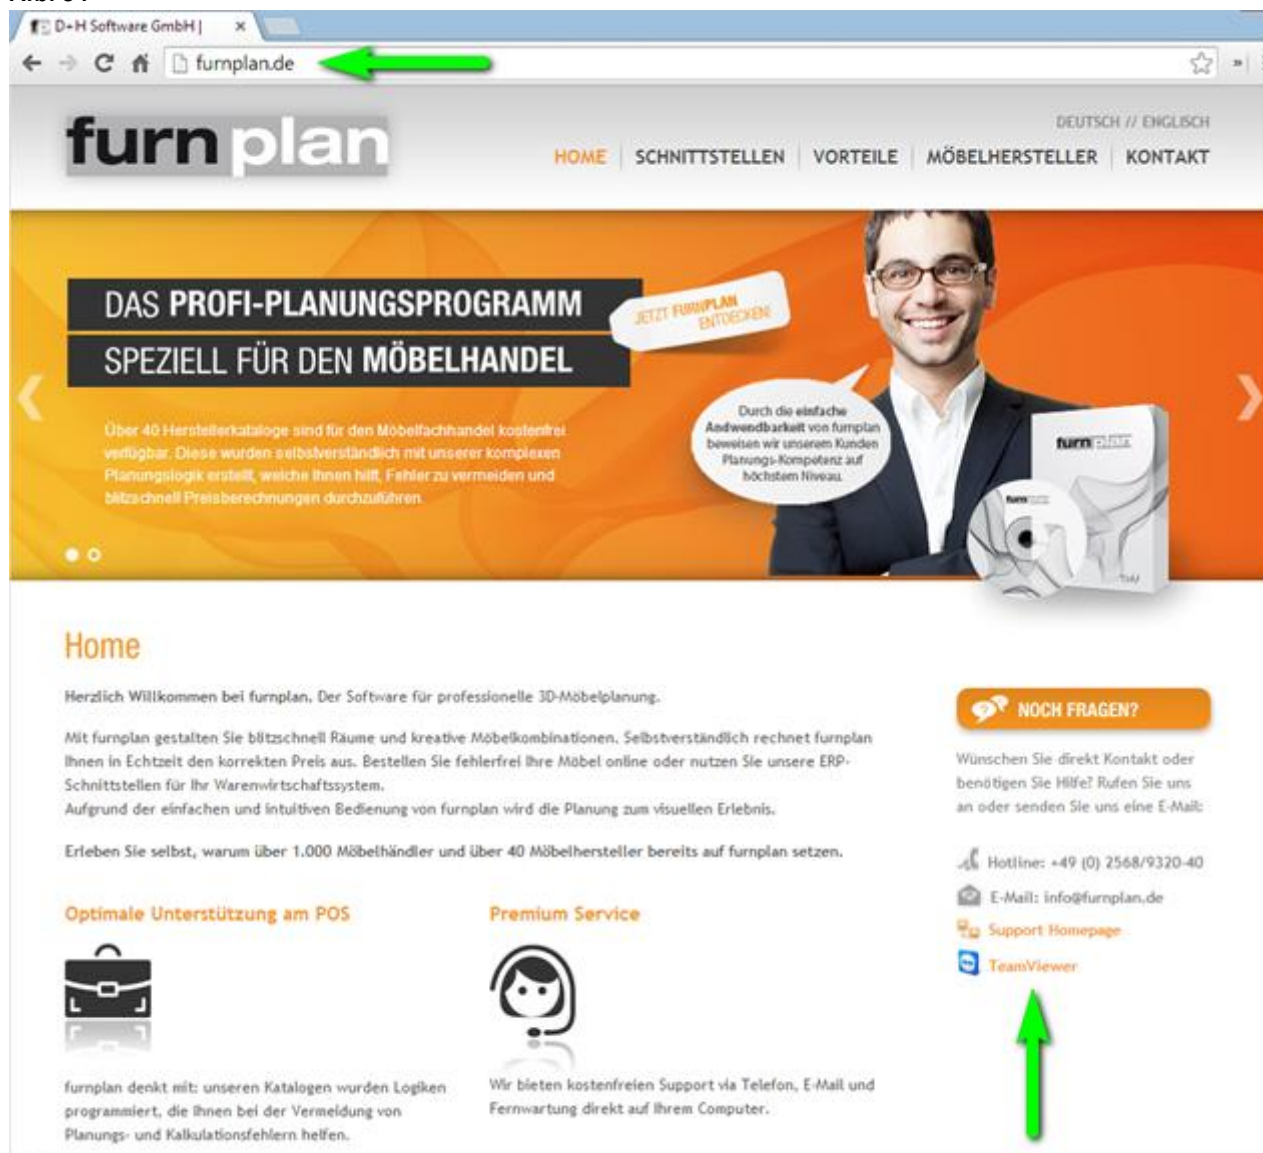 D+H Software GmbH |
furnplan.de
furnplan
DEUTSCH // ENGLISCH
HOME SCHNITTSTELLEN VORTEILE MÖBELHERSTELLER KONTAKT
DAS PROFI-PLANUNGSPROGRAMM
SPEZIELL FÜR DEN MÖBELHANDEL
JETZT FURNPLAN
ENTDECKEN!
Über 40 Herstellerkataloge sind für den Möbelfachhandel kostenfrei
verfügbar. Diese wurden selbstverständlich mit unserer komplexen
Planungslogik erstellt, welche Ihnen hilft, Fehler zu vermeiden und
blitzschnell Preisberechnungen durchzuführen.
Durch die einfache
Andwendbarkeit von furnplan
beweisen wir unserem Kunden
Planungs-Kompetenz auf
höchstem Niveau.
furnplan
furnplan
Home
Herzlich Willkommen bei furnplan. Der Software für professionelle 3D-Möbelplanung.
Mit furnplan gestalten Sie blitzschnell Räume und kreative Möbelkombinationen. Selbstverständlich rechnet furnplan
Ihnen in Echtzeit den korrekten Preis aus. Bestellen Sie fehlerfrei Ihre Möbel online oder nutzen Sie unsere ERP-
Schnittstellen für Ihr Warenwirtschaftssystem.
Aufgrund der einfachen und intuitiven Bedienung von furnplan wird die Planung zum visuellen Erlebnis.
Erleben Sie selbst, warum über 1.000 Möbelhändler und über 40 Möbelhersteller bereits auf furnplan setzen.
Optimale Unterstützung am POS
furnplan denkt mit: unseren Katalogen wurden Logiken
programmiert, die Ihnen bei der Vermeidung von
Planungs- und Kalkulationsfehlern helfen.
Premium Service
Wir bieten kostenfreien Support via Telefon, E-Mail und
Fernwartung direkt auf Ihrem Computer.
NOCH FRAGEN?
Wünschen Sie direkt Kontakt oder
benötigen Sie Hilfe? Rufen Sie uns
an oder senden Sie uns eine E-Mail:
Hotline: +49 (0) 2568/9320-40
E-Mail: info@furnplan.de
Support Homepage
TeamViewer